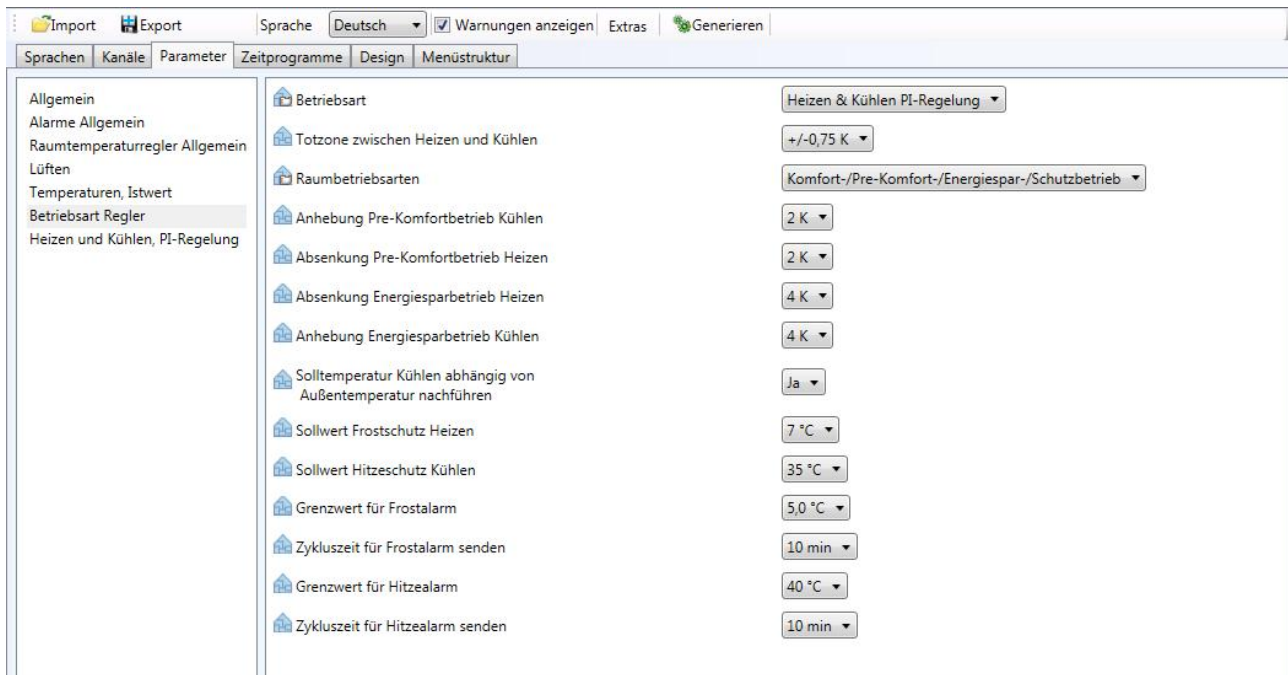 Import Export Sprache Deutsch Warnungen anzeigen Extras Generieren
Sprachen Kanäle Parameter Zeitprogramme Design Menüstruktur
Allgemein
Alarme Allgemein
Raumtemperaturregler Allgemein
Lüften
Temperaturen, Istwert
Betriebsart Regler
Heizen und Kühlen, PI-Regelung
Betriebsart Heizen & Kühlen PI-Regelung
Totzone zwischen Heizen und Kühlen +/-0,75 K
Raumbetriebsarten Komfort-/Pre-Komfort-/Energiespar-/Schutzbetrieb
Anhebung Pre-Komfortbetrieb Kühlen 2 K
Absenkung Pre-Komfortbetrieb Heizen 2 K
Absenkung Energiesparbetrieb Heizen 4 K
Anhebung Energiesparbetrieb Kühlen 4 K
Solltemperatur Kühlen abhängig von
Außentemperatur nachführen Ja
Sollwert Frostschutz Heizen 7 °C
Sollwert Hitzeschutz Kühlen 35 °C
Grenzwert für Frostalarm 5,0 °C
Zykluszeit für Frostalarm senden 10 min
Grenzwert für Hitzealarm 40 °C
Zykluszeit für Hitzealarm senden 10 min